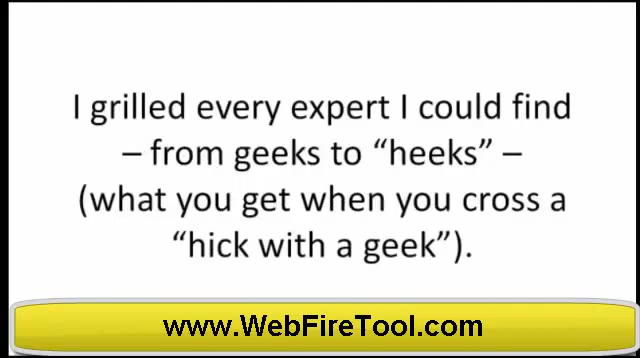 I grilled every expert I could find
– from geeks to “heeks” –
(what you get when you cross a
“hick with a geek”).
www.WebFireTool.com